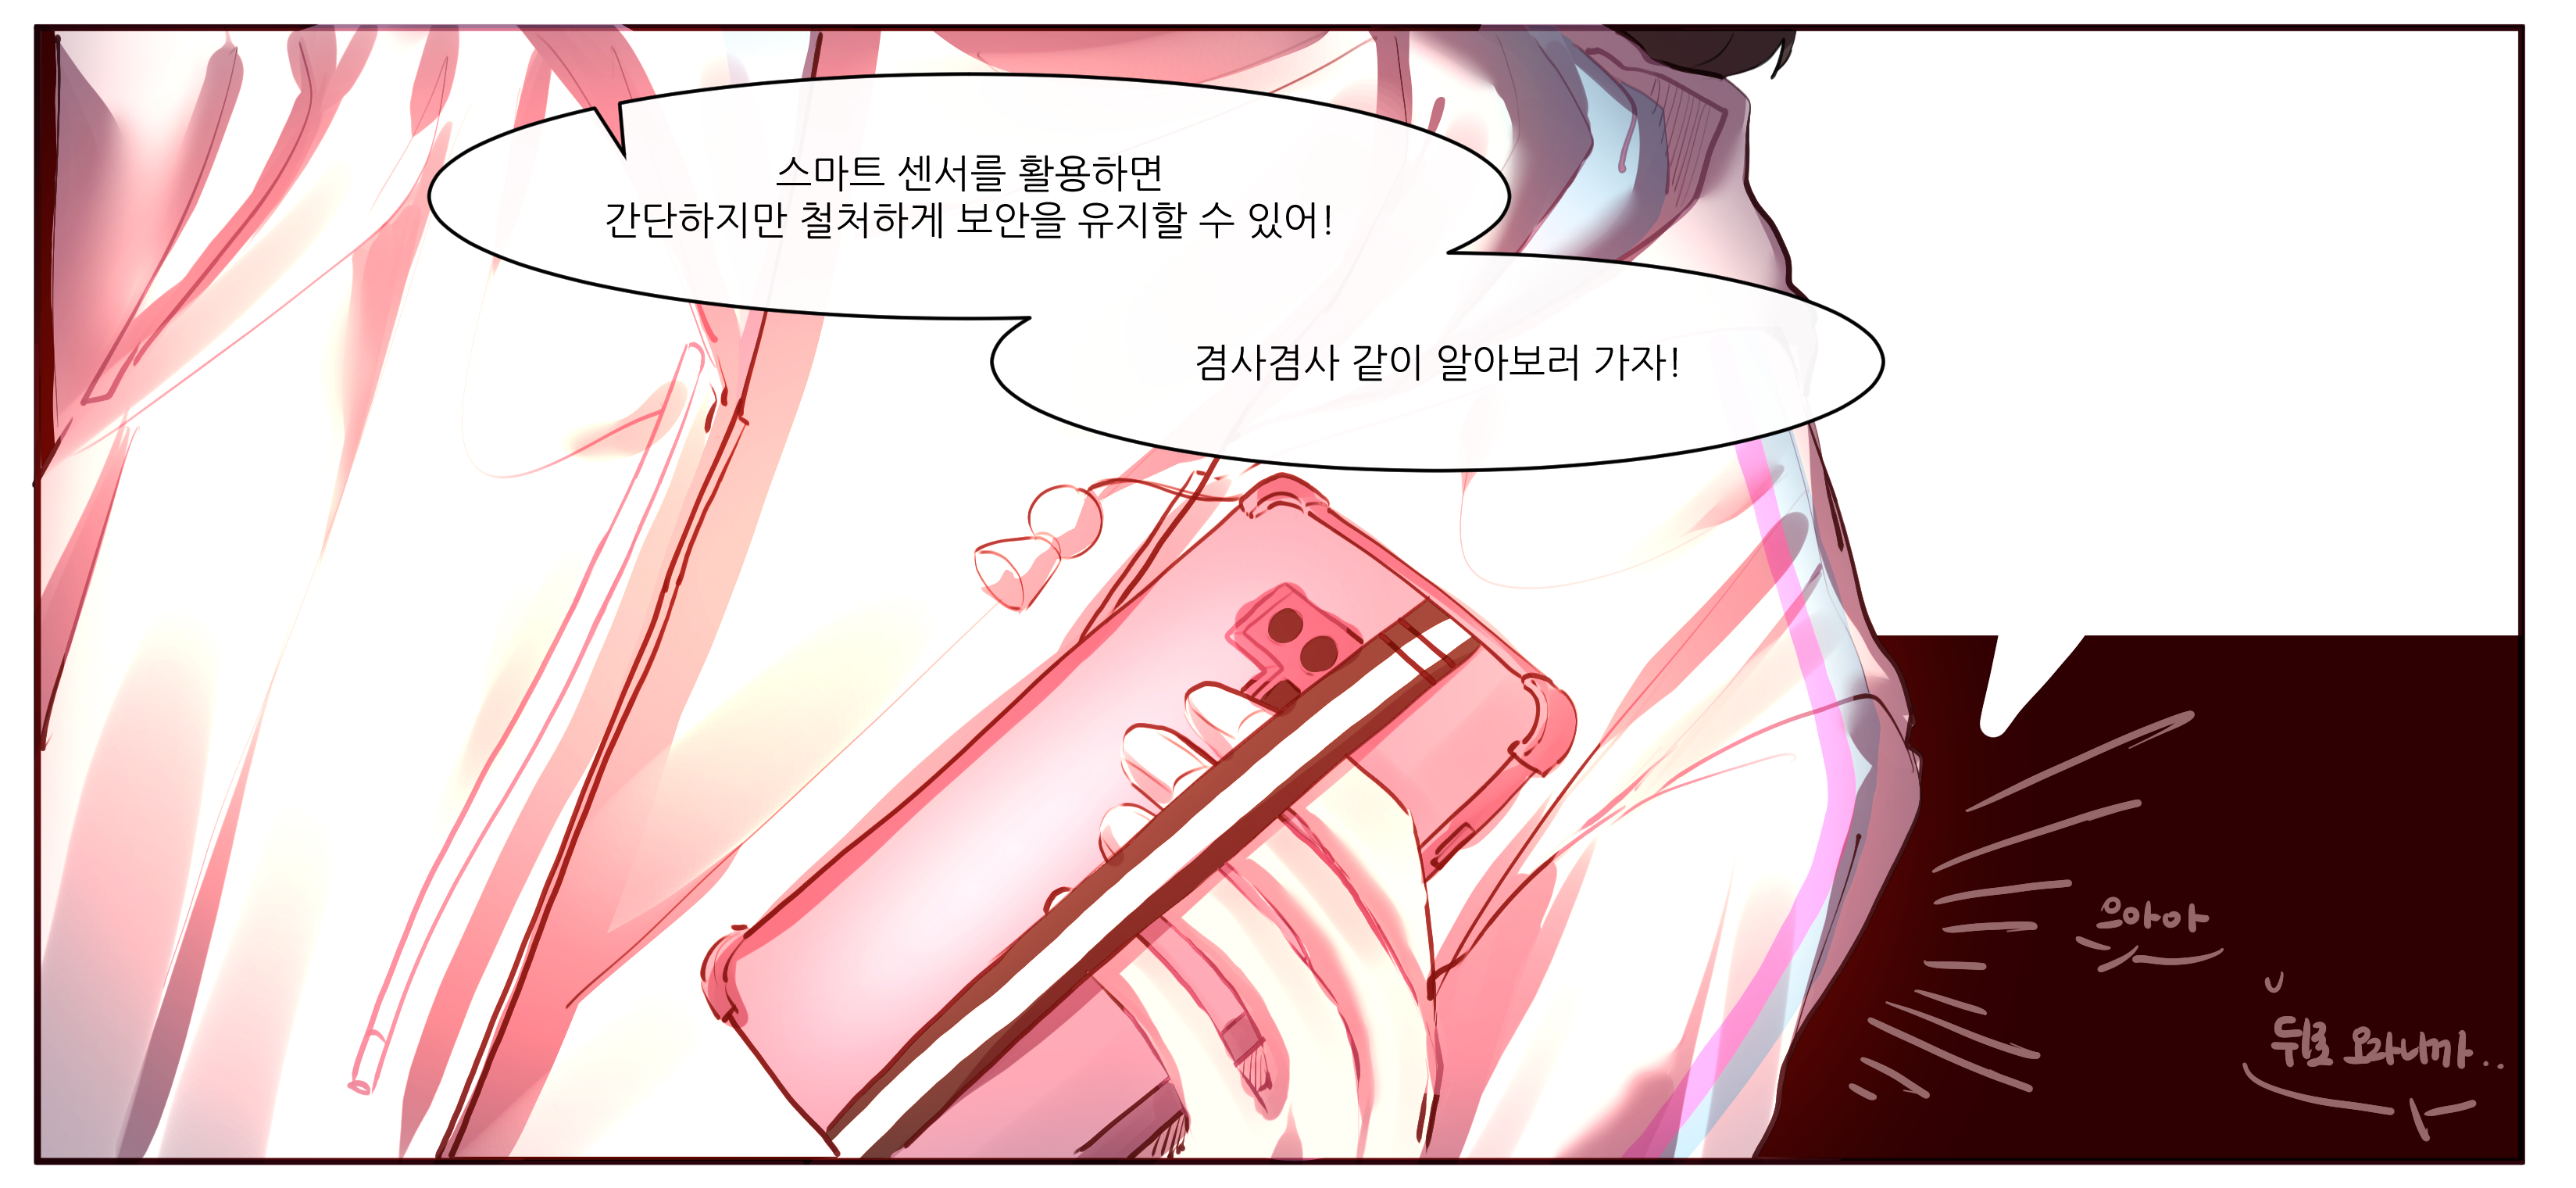 스마트 센서를 활용하면
간단하지만 철처하게 보안을 유지할 수 있어!
겸사겸사 같이 알아보러 가자!
으아아
뒤로 오라니까..